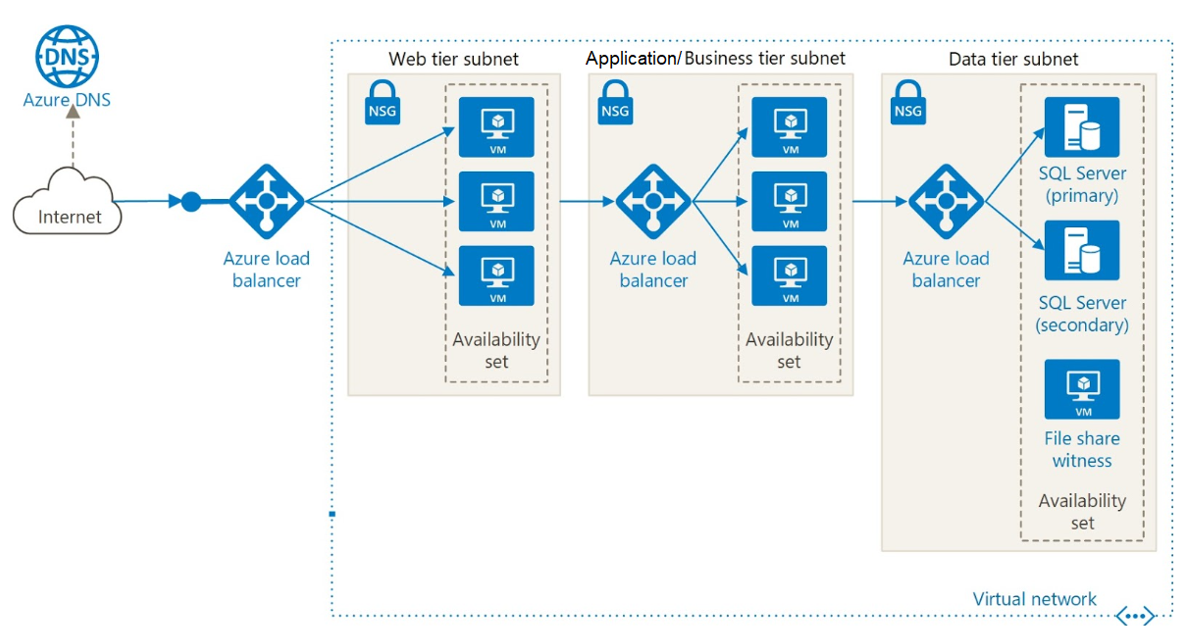 DNS
Azure DNS
Internet
Azure load
balancer
Web tier subnet
NSG
VM
VM
VM
Availability
set
Application/Business tier subnet
NSG
Azure load
balancer
VM
VM
VM
Availability
set
Data tier subnet
NSG
Azure load
balancer
SQL Server
(primary)
SQL Server
(secondary)
VM
File share
witness
Availability
set
Virtual network